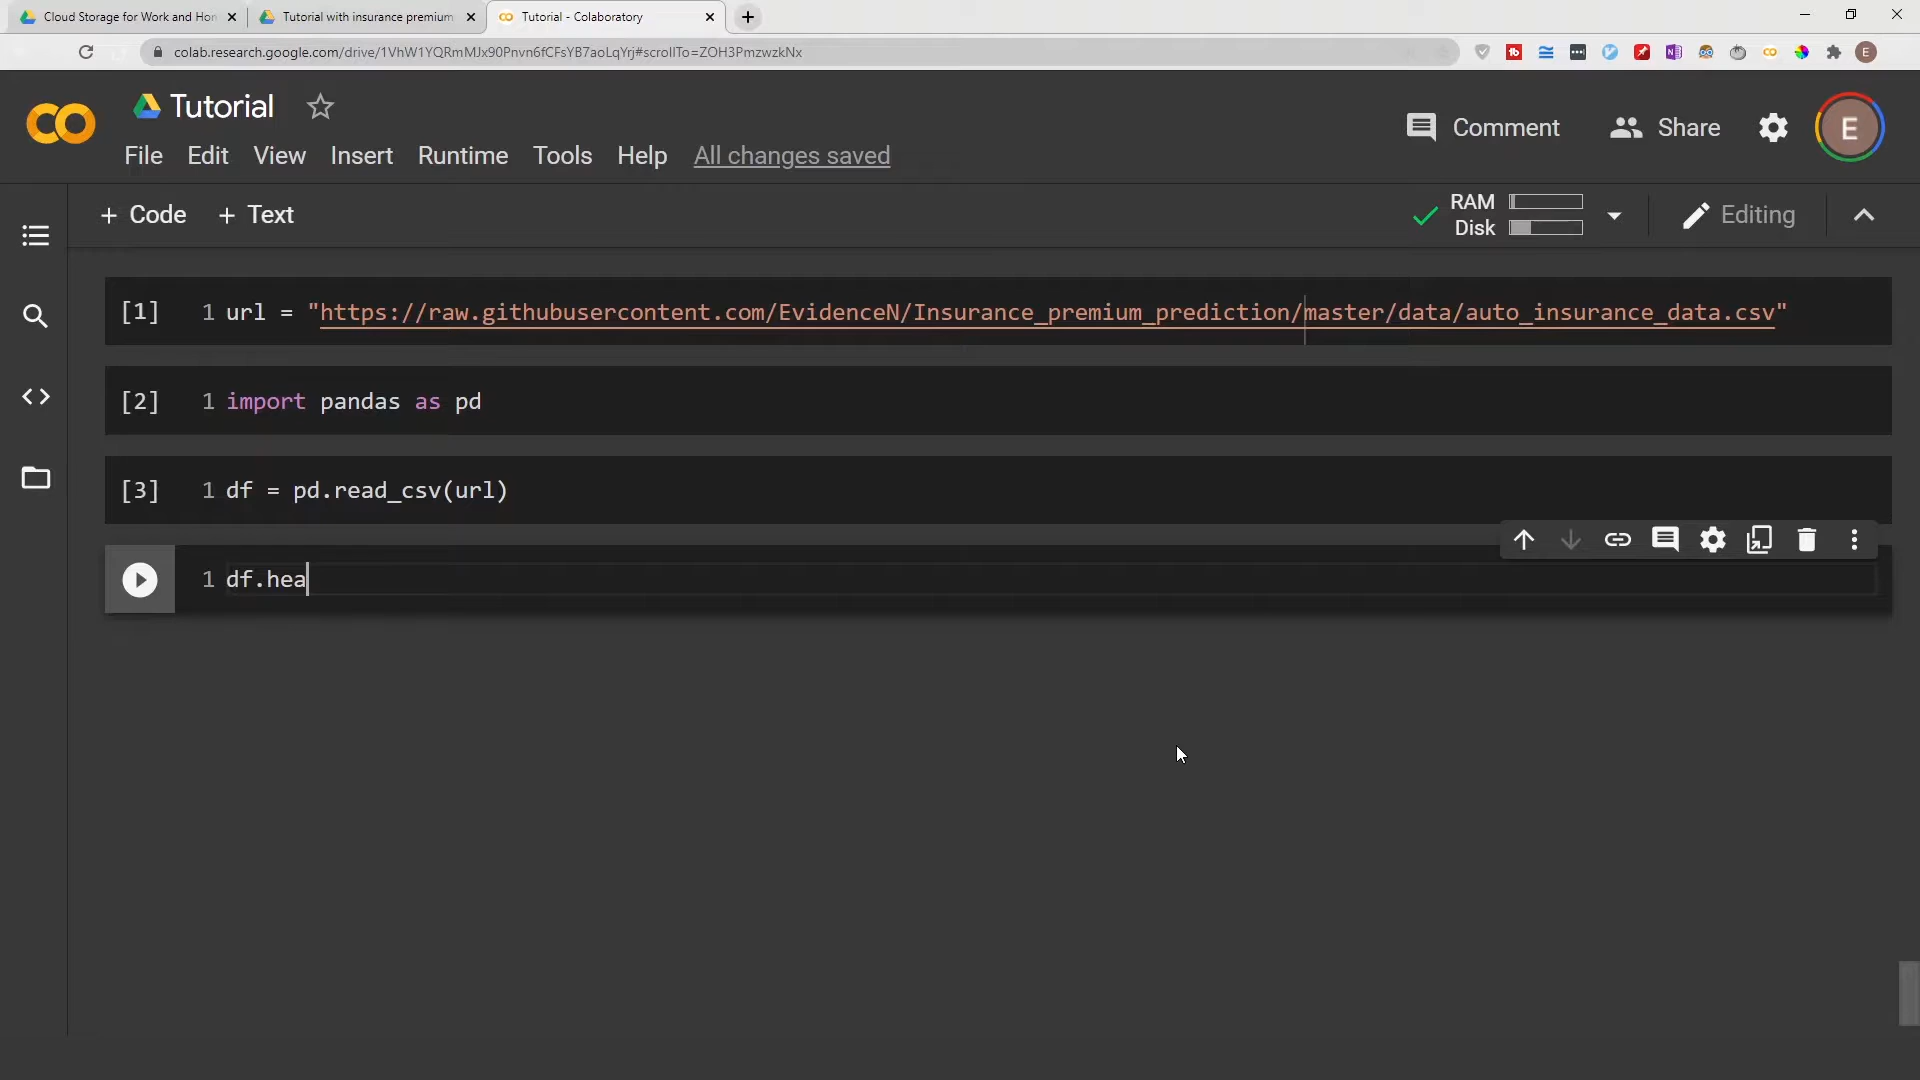 Cloud Storage for Work and Hom
Tutorial with insurance premium
Tutorial - Colaboratory
colab.research.google.com/drive/1VhW1YQRmMJx90Pnvn6fCFsYB7aoLqYrj#scrollTo=ZOH3PmzwzkNx
E
Tutorial
Comment
Share
E
File Edit View Insert Runtime Tools Help All changes saved
+ Code + Text
RAM
Disk
Editing
[1] 1 url = "https://raw.githubusercontent.com/EvidenceN/Insurance_premium_prediction/master/data/auto_insurance_data.csv"
[2] 1 import pandas as pd
[3] 1 df = pd.read_csv(url)
1 df.hea